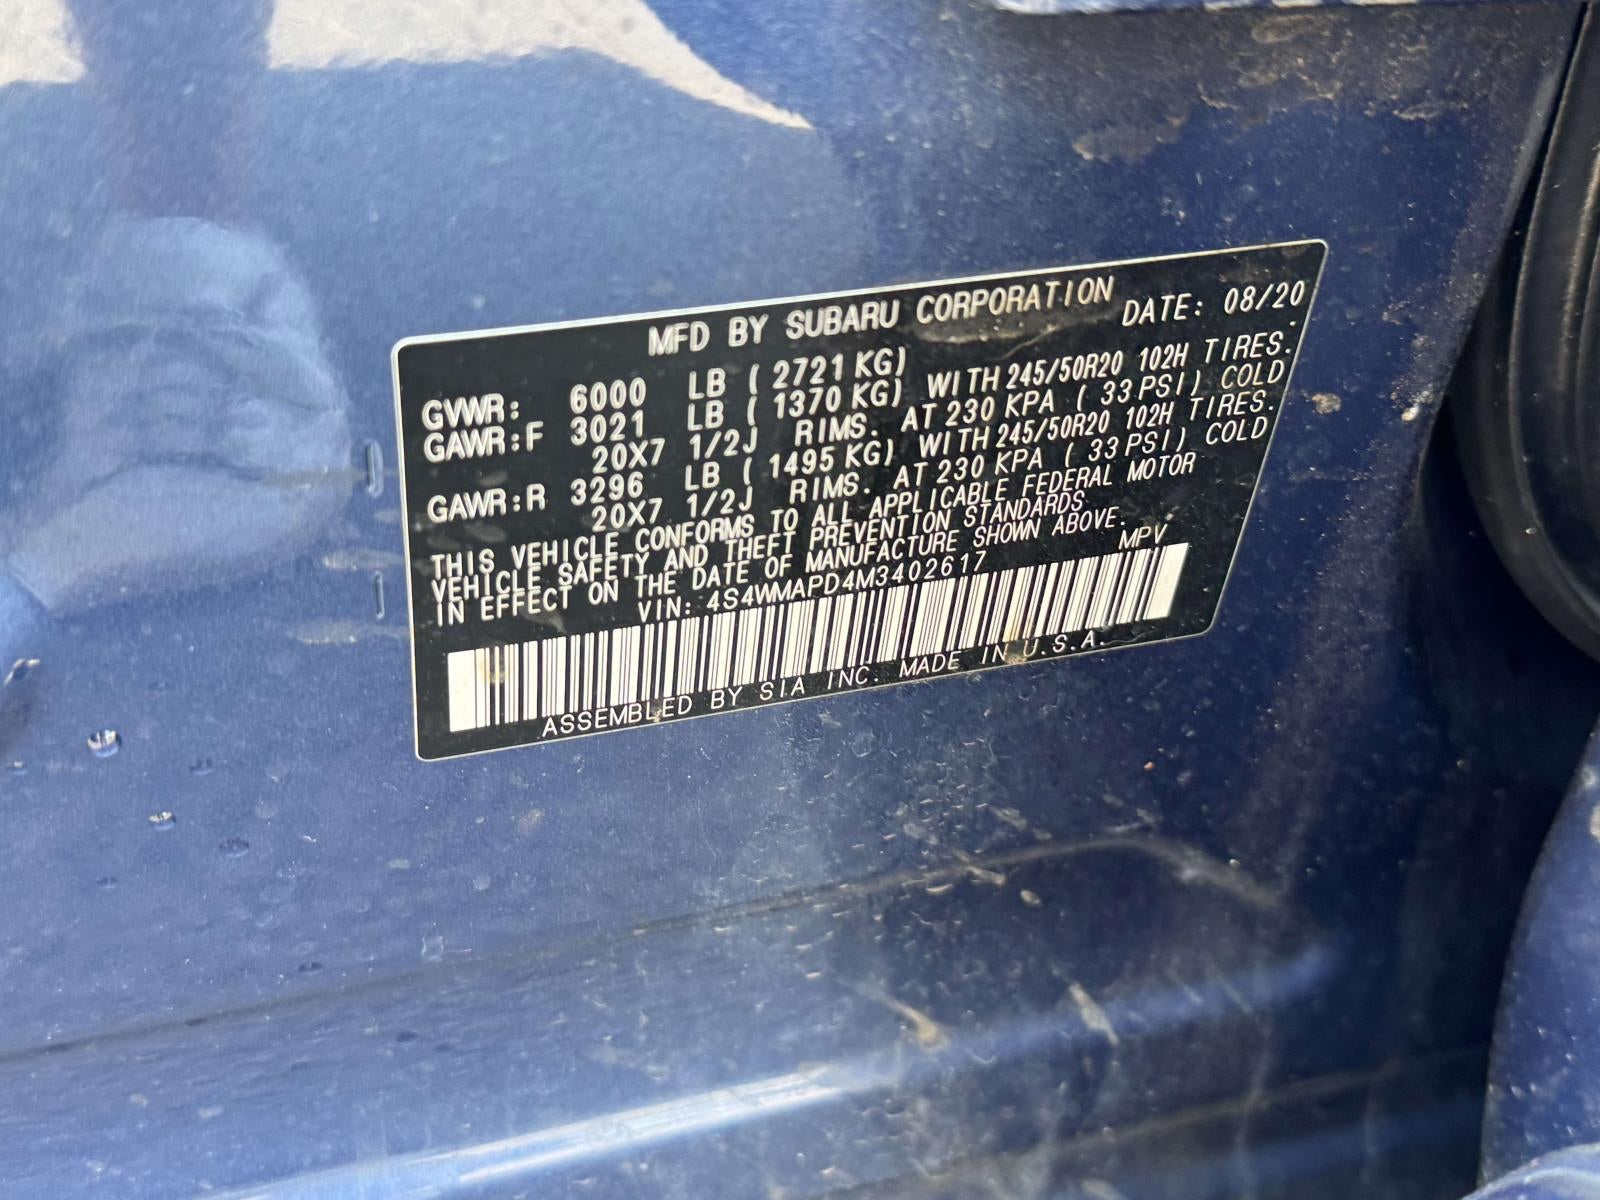 MFD BY SUBARU CORPORATION DATE: 08/20
GVWR: 6000 LB ( 2721 KG)
GAWR:F 3021 LB ( 1370 KG) WITH 245/50R20 102H TIRES.
20X7 1/2J RIMS. AT 230 KPA ( 33 PSI) COLD
GAWR:R 3296 LB ( 1495 KG) WITH 245/50R20 102H TIRES.
20X7 1/2J RIMS. AT 230 KPA ( 33 PSI) COLD
THIS VEHICLE CONFORMS TO ALL APPLICABLE FEDERAL MOTOR
VEHICLE SAFETY AND THEFT PREVENTION STANDARDS
IN EFFECT ON THE DATE OF MANUFACTURE SHOWN ABOVE.
VIN: 4S4WMAPD4M3402617 MPV
ASSEMBLED BY SIA INC. MADE IN U.S.A.